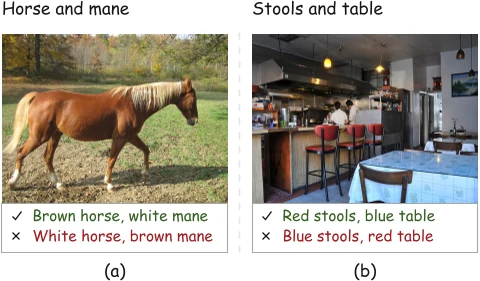 Horse and mane
✓ Brown horse, white mane
× White horse, brown mane
(a)
Stools and table
✓ Red stools, blue table
× Blue stools, red table
(b)